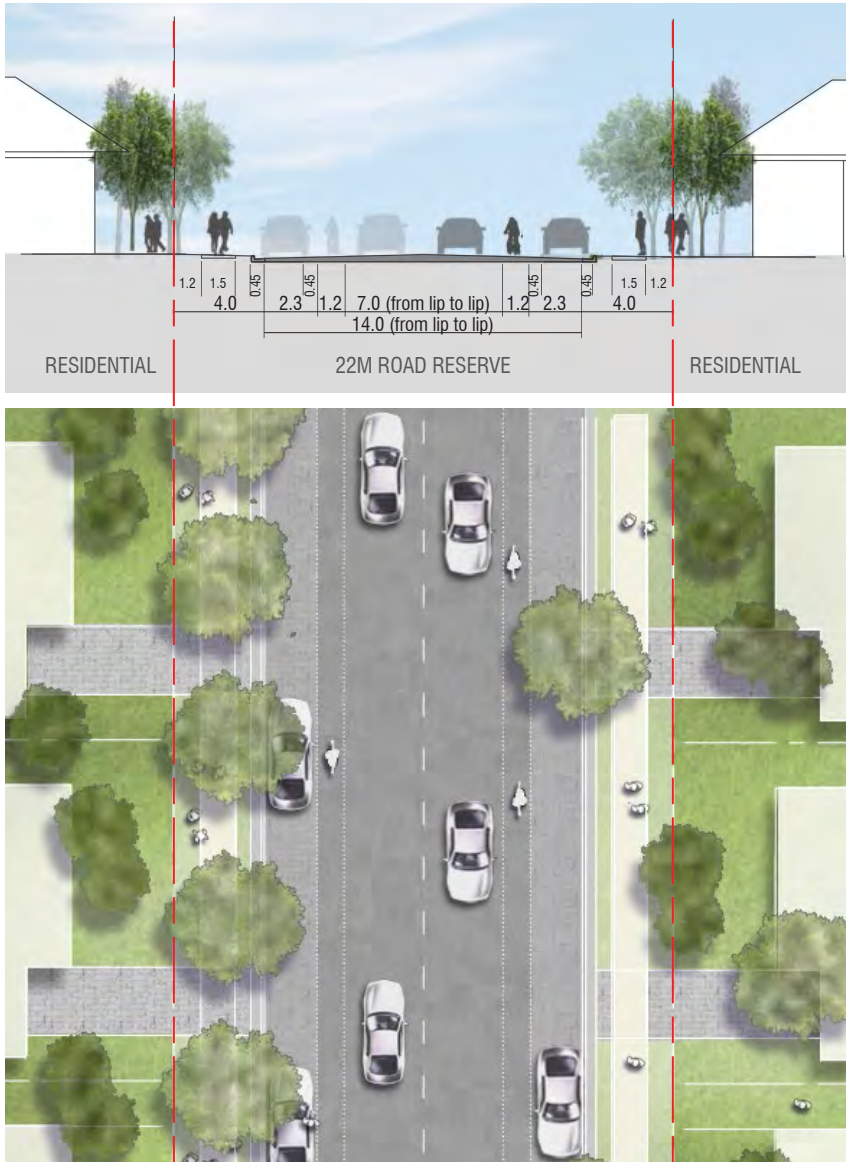 1.2 1.5 0.45 0.45 0.45 0.45 1.5 1.2
4.0 2.3 1.2 7.0 (from lip to lip) 1.2 2.3 4.0
14.0 (from lip to lip)
RESIDENTIAL 22M ROAD RESERVE RESIDENTIAL